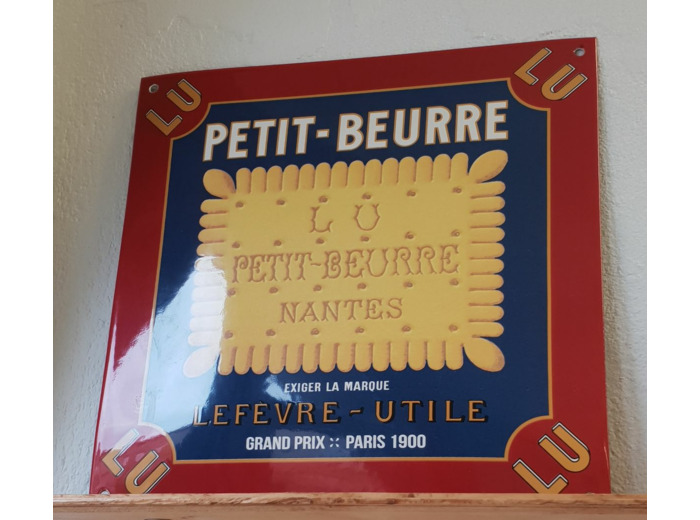 LU LU
PETIT-BEURRE
LU
PETIT-BEURRE
NANTES
EXIGER LA MARQUE
LEFEVRE-UTILE
GRAND PRIX :: PARIS 1900
LU LU